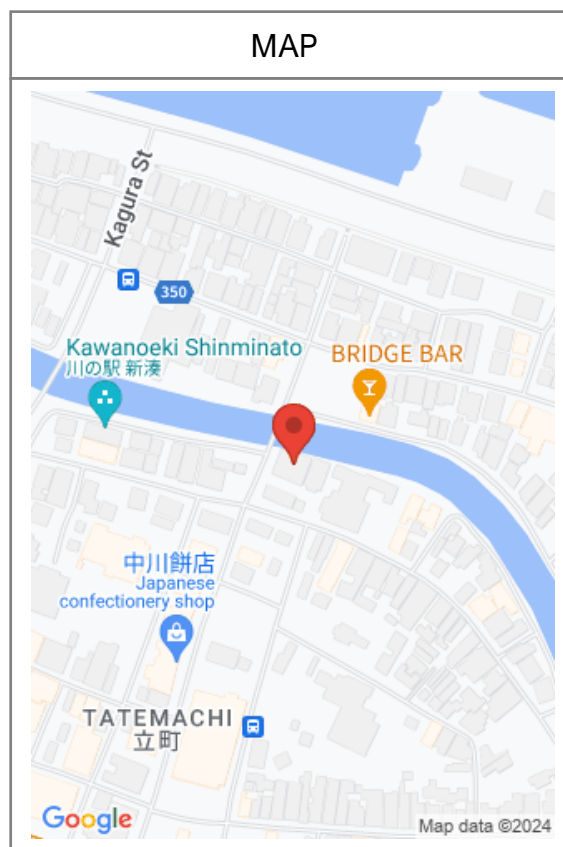 MAP
Kagura St
350
Kawanoeki Shinminato
川の駅 新湊
BRIDGE BAR
中川餅店
Japanese
confectionery shop
TATEMACHI
立町
Google
Map data ©2024